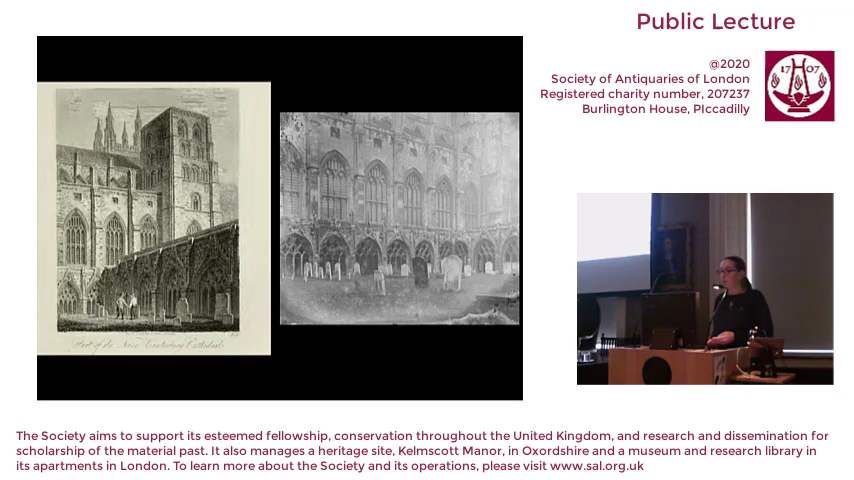 Public Lecture
@2020
Society of Antiquaries of London
Registered charity number, 207237
Burlington House, PIccadilly
17 07
Part of the Nave Canterbury Cathedral
The Society aims to support its esteemed fellowship, conservation throughout the United Kingdom, and research and dissemination for
scholarship of the material past. It also manages a heritage site, Kelmscott Manor, in Oxordshire and a museum and research library in
its apartments in London. To learn more about the Society and its operations, please visit www.sal.org.uk